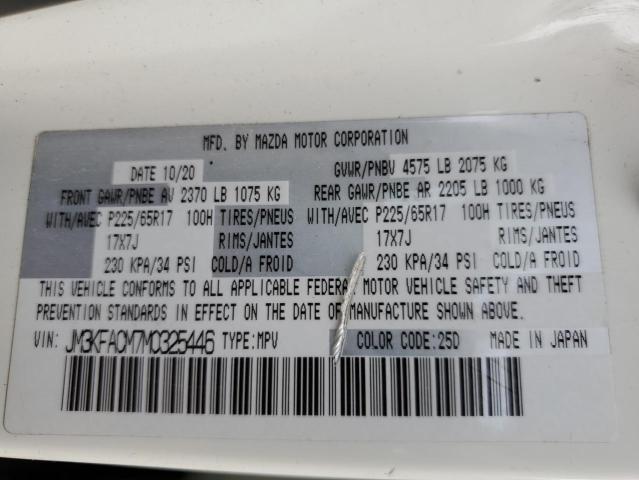 MFD. BY MAZDA MOTOR CORPORATION
DATE 10/20 GVWR/PNBV 4575 LB 2075 KG
FRONT GAWR/PNBE AV 2370 LB 1075 KG REAR GAWR/PNBE AR 2205 LB 1000 KG
WITH/AVEC P225/65R17 100H TIRES/PNEUS WITH/AVEC P225/65R17 100H TIRES/PNEUS
17X7J RIMS/JANTES 17X7J RIMS/JANTES
230 KPA/34 PSI COLD/A FROID 230 KPA/34 PSI COLD/A FROID
THIS VEHICLE CONFORMS TO ALL APPLICABLE FEDERAL MOTOR VEHICLE SAFETY AND THEFT
PREVENTION STANDARDS IN EFFECT ON THE DATE OF MANUFACTURE SHOWN ABOVE.
VIN: JM3KFACM7M0325446 TYPE: MPV COLOR CODE: 25D MADE IN JAPAN